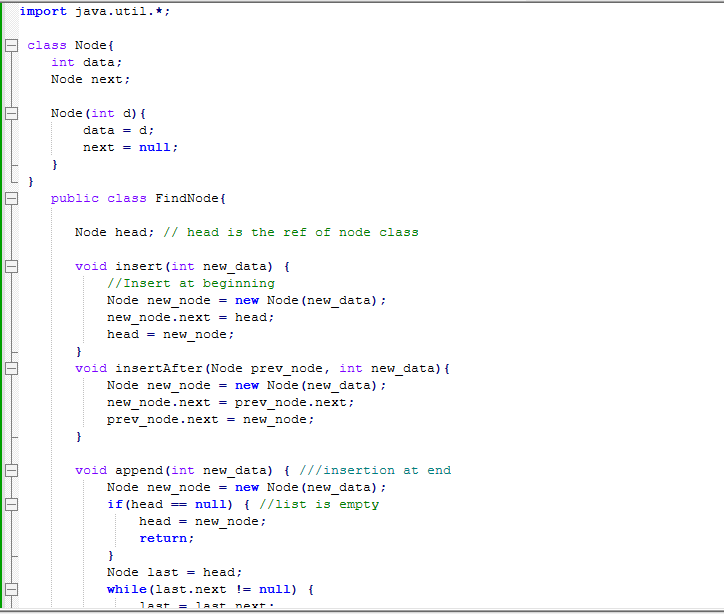 import java.util.*;
class Node{
int data;
Node next;
Node(int d){
data = d;
next = null;
}
}
public class FindNode{
Node head; // head is the ref of node class
void insert(int new_data) {
//Insert at beginning
Node new_node = new Node(new_data);
new_node.next = head;
head = new_node;
}
void insertAfter(Node prev_node, int new_data){
Node new_node = new Node(new_data);
new_node.next = prev_node.next;
prev_node.next = new_node;
}
void append(int new_data) { ///insertion at end
Node new_node = new Node(new_data);
if(head == null) { //list is empty
head = new_node;
return;
}
Node last = head;
while(last.next != null) {
last = last.next;